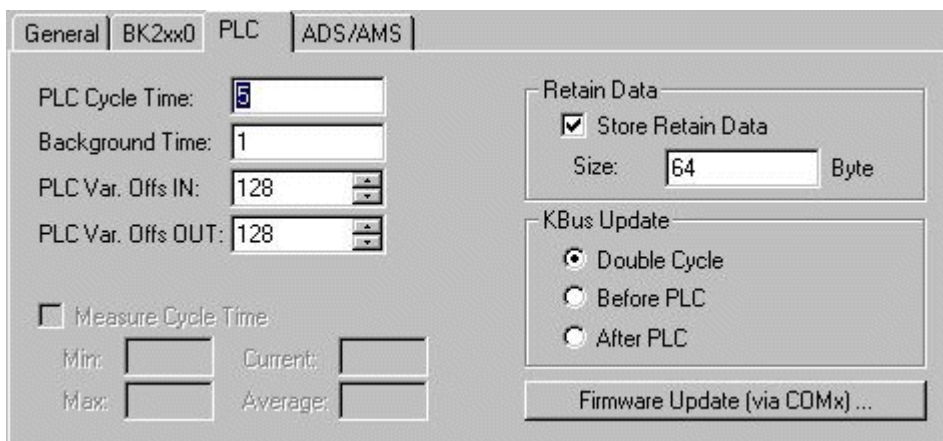 General BK2xx0 PLC ADS/AMS
PLC Cycle Time: 5
Background Time: 1
PLC Var. Offs IN: 128
PLC Var. Offs OUT: 128
Measure Cycle Time
Min: Current:
Max: Average:
Retain Data
Store Retain Data
Size: 64 Byte
KBus Update
Double Cycle
Before PLC
After PLC
Firmware Update (via COMx) ...